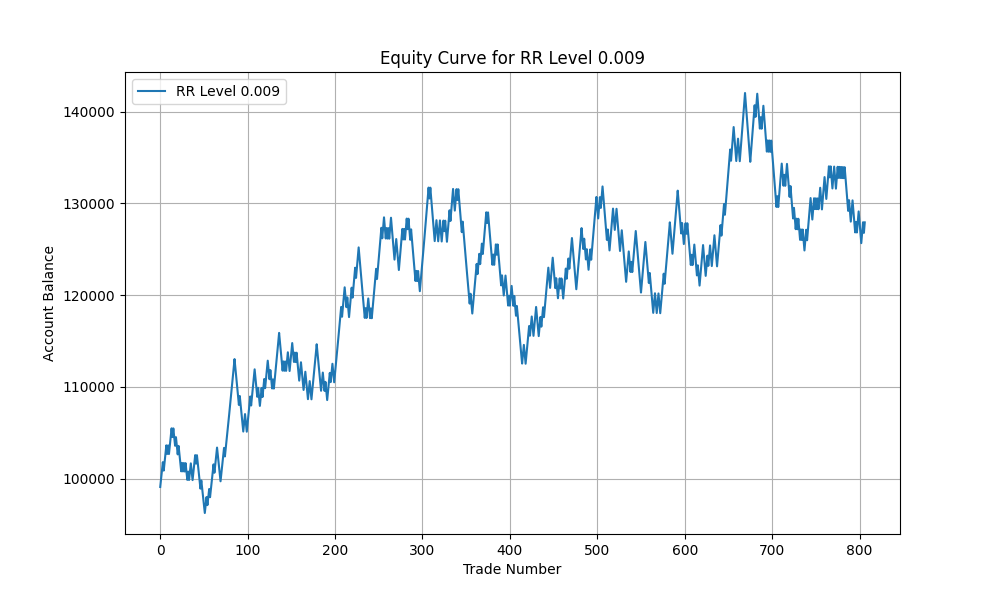 Equity Curve for RR Level 0.009
RR Level 0.009
140000
130000
120000
110000
100000
Account Balance
0 100 200 300 400 500 600 700 800
Trade Number